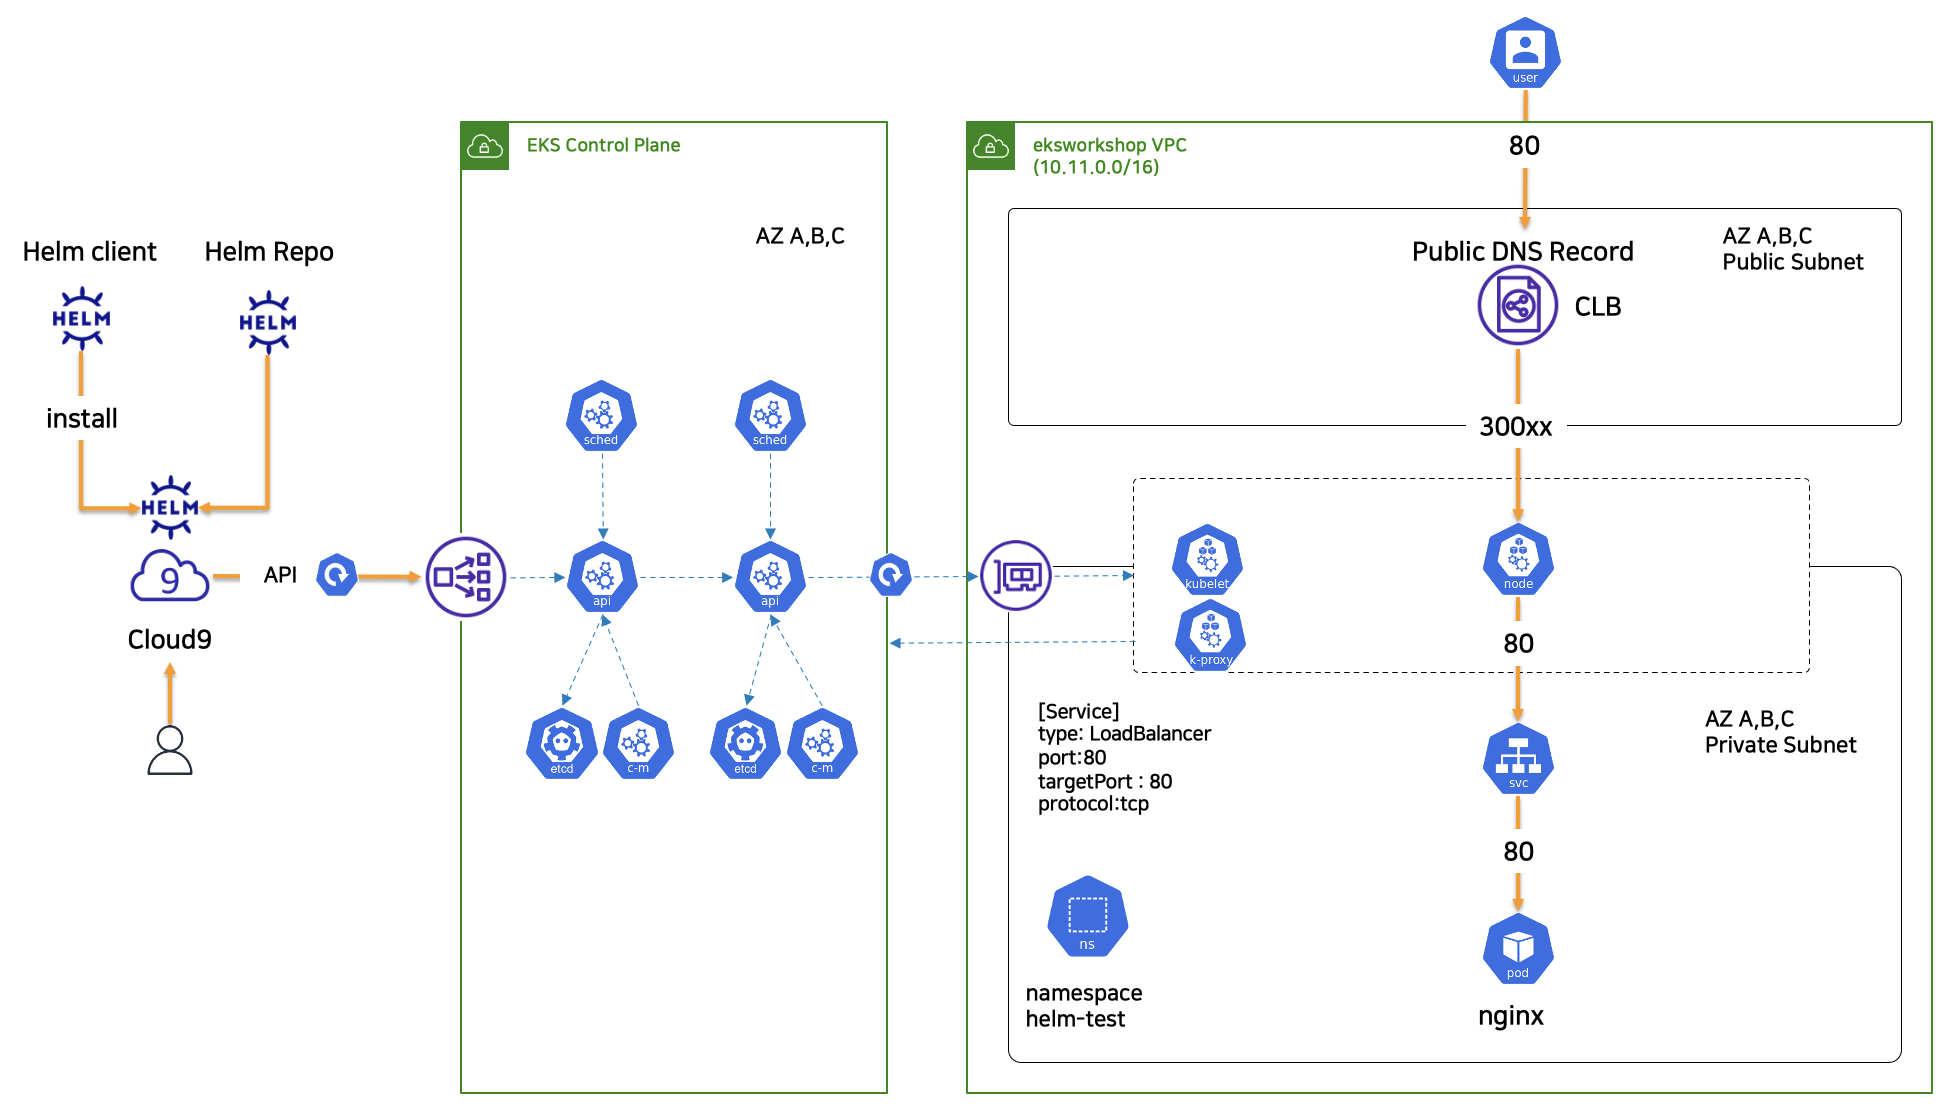 user
80
EKS Control Plane
eksworkshop VPC
(10.11.0.0/16)
AZ A,B,C
AZ A,B,C
Public Subnet
Helm client
Helm Repo
Public DNS Record
CLB
HELM
HELM
install
300xx
sched
sched
HELM
9
API
api
api
kubelet
node
Cloud9
80
k-proxy
[Service]
type: LoadBalancer
port:80
targetPort : 80
protocol:tcp
AZ A,B,C
Private Subnet
etcd
c-m
etcd
c-m
svc
80
ns
pod
namespace
helm-test
nginx